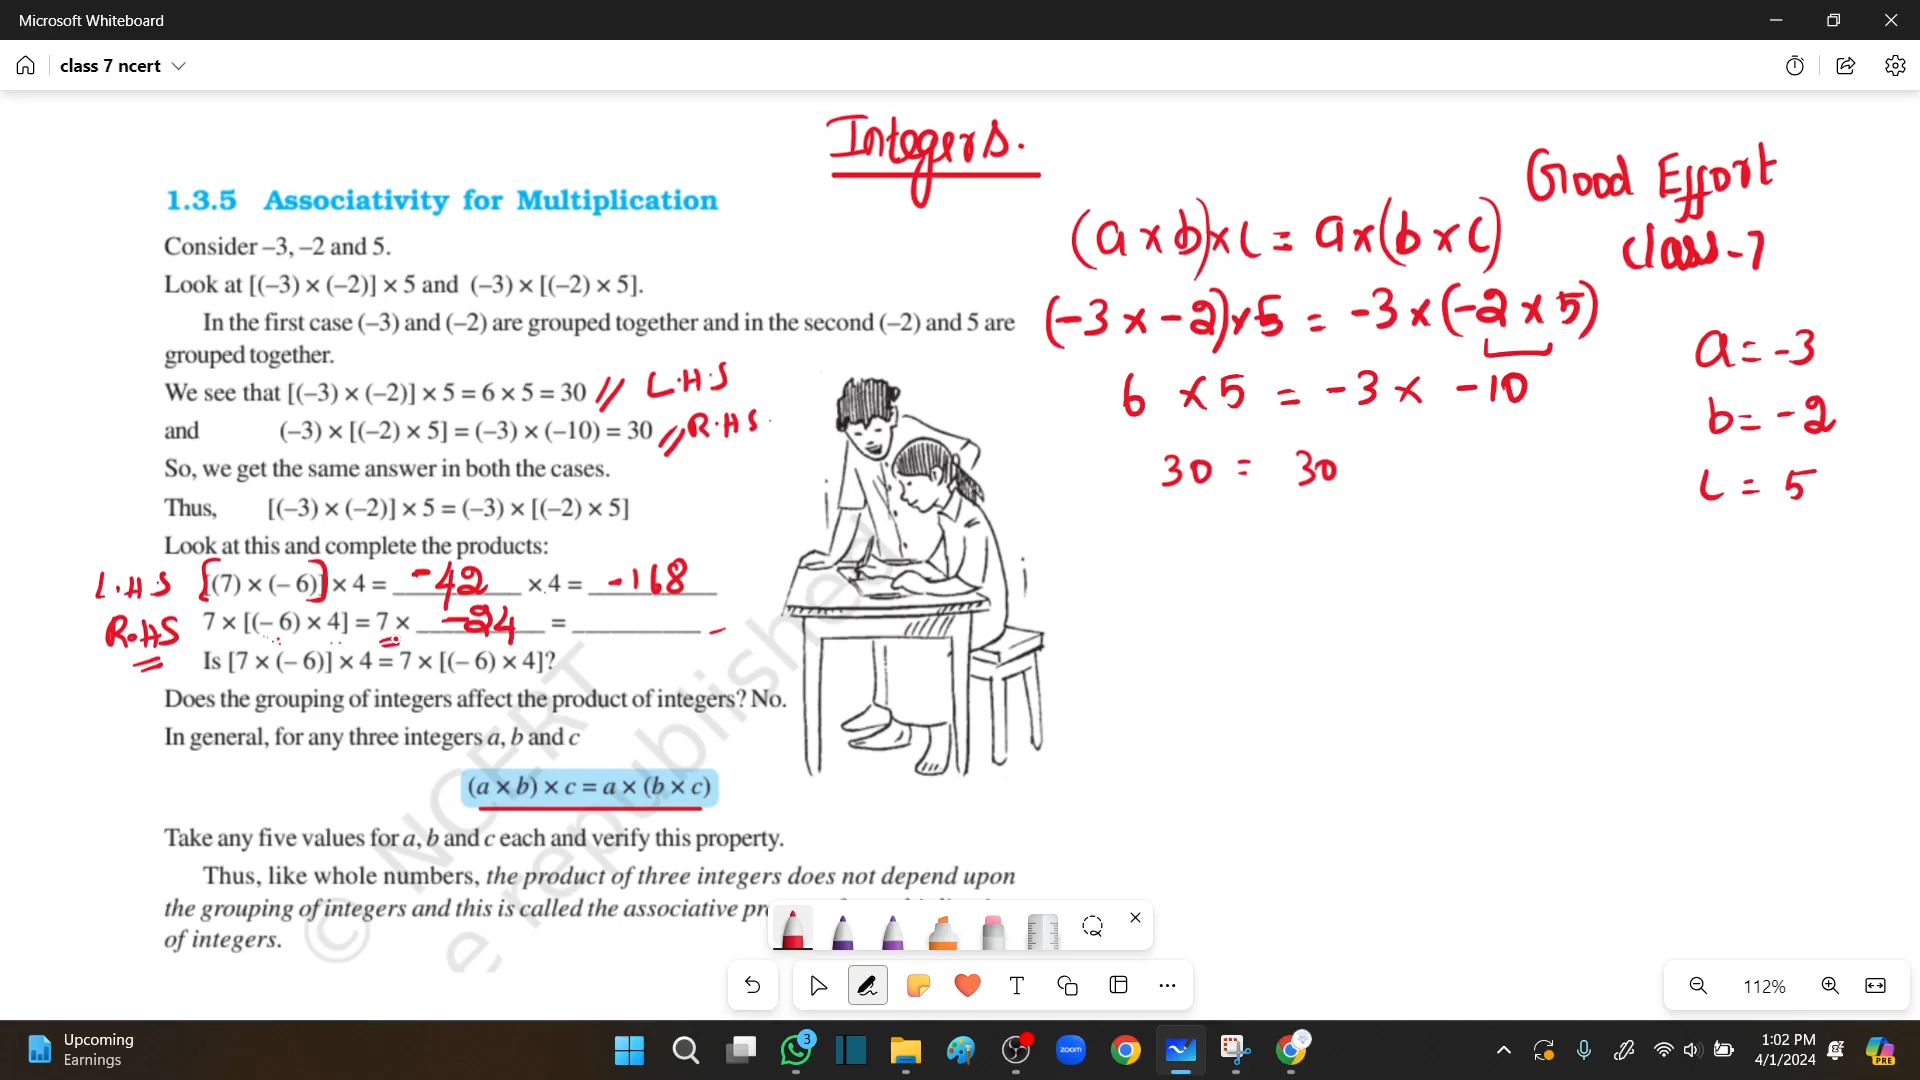 Microsoft Whiteboard
class 7 ncert
Integers.
Good Effort
class-7
1.3.5 Associativity for Multiplication
Consider –3, –2 and 5.
Look at [(–3) × (–2)] × 5 and (–3) × [(–2) × 5].
In the first case (–3) and (–2) are grouped together and in the second (–2) and 5 are
grouped together.
We see that [(–3) × (–2)] × 5 = 6 × 5 = 30 // L.H.S
and (–3) × [(–2) × 5] = (–3) × (–10) = 30 // R.H.S
So, we get the same answer in both the cases.
Thus, [(–3) × (–2)] × 5 = (–3) × [(–2) × 5]
Look at this and complete the products:
L.H.S [(7) × (– 6)] × 4 = -42 × 4 = -168
R.H.S 7 × [(– 6) × 4] = 7 × -24 = __________ -
Is [7 × (– 6)] × 4 = 7 × [(– 6) × 4]?
Does the grouping of integers affect the product of integers? No.
In general, for any three integers a, b and c
(a × b) × c = a × (b × c)
Take any five values for a, b and c each and verify this property.
Thus, like whole numbers, the product of three integers does not depend upon
the grouping of integers and this is called the associative
of integers.
(a × b) × c = a × (b × c)
(-3 × -2) × 5 = -3 × (-2 × 5)
6 × 5 = -3 × -10
30 = 30
a = -3
b = -2
c = 5
© NCERT
e republished
112%
Upcoming
Earnings
3
zoom
1:02 PM
4/1/2024
PRE